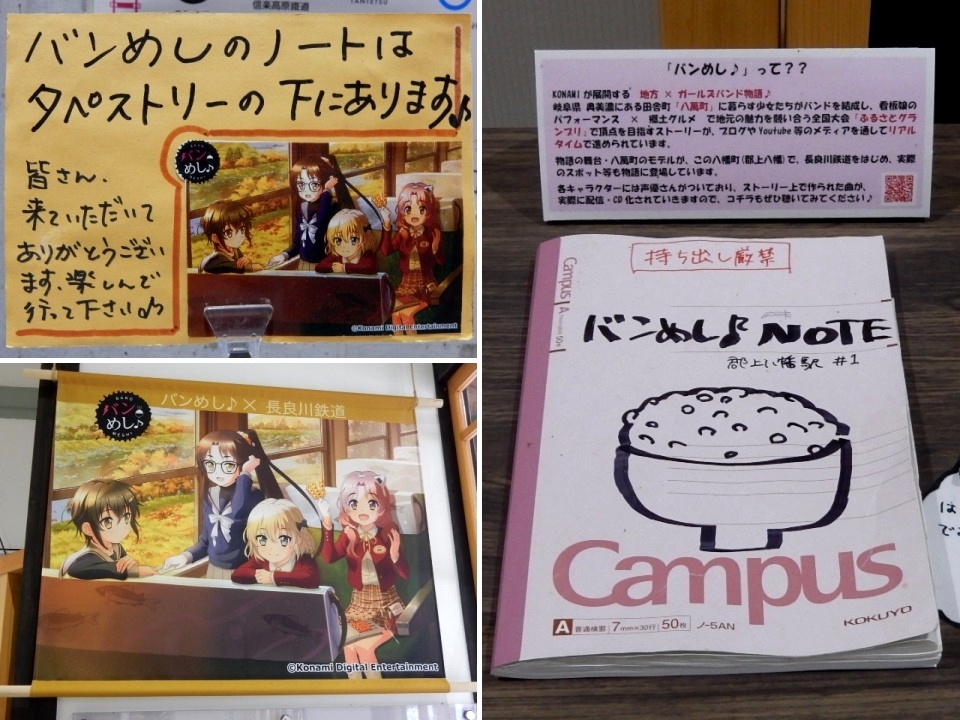 信楽高原鐵道
バンめしのノートは
タペストリーの下にあります♪
皆さん、
来ていただいて
ありがとうござい
ます。楽しんで
行って下さい♪
バン
めし♪
©Konami Digital Entertainment
バンめし♪× 長良川鉄道
BAND
バン
めし♪
MESHI
©Konami Digital Entertainment
「バンめし♪」って？？
KONAMIが展開する 地方 × ガールズバンド物語♪
岐阜県 奥美濃にある田舎町「八萬町」に暮らす少女たちがバンドを結成し、看板娘の
パフォーマンス × 郷土グルメ で地元の魅力を競い合う全国大会「ふるさとグラ
ンプリ」で頂点を目指すストーリーが、ブログやYoutube等のメディアを通してリアル
タイムで進められています。
物語の舞台・八萬町のモデルが、この八幡町(郡上八幡)で、長良川鉄道をはじめ、実際
のスポット等も物語に登場しています。
各キャラクターには声優さんがついており、ストーリー上で作られた曲が、
実際に配信・CD化されていきますので、コチラもぜひ聴いてみてください♪
持ち出し厳禁
バンめし♪ NOTE
郡上八幡駅 #1
Campus
KOKUYO
A 普通横罫 7mm×30行 50枚 ノ-5AN
は
で